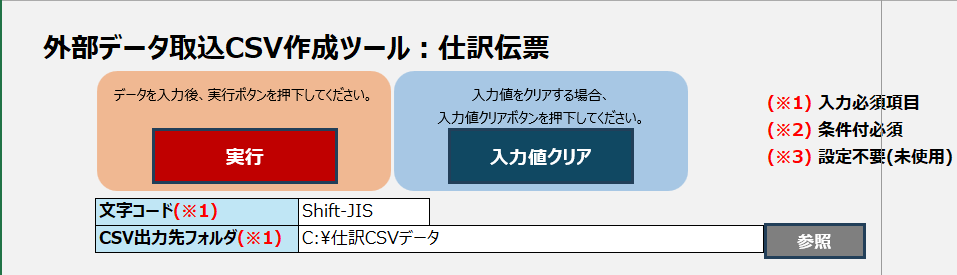 外部データ取込CSV作成ツール：仕訳伝票
データを入力後、実行ボタンを押下してください。
実行
入力値をクリアする場合、
入力値クリアボタンを押下してください。
入力値クリア
(※1) 入力必須項目
(※2) 条件付必須
(※3) 設定不要(未使用)
文字コード(※1) Shift-JIS
CSV出力先フォルダ(※1) C:¥仕訳CSVデータ 参照